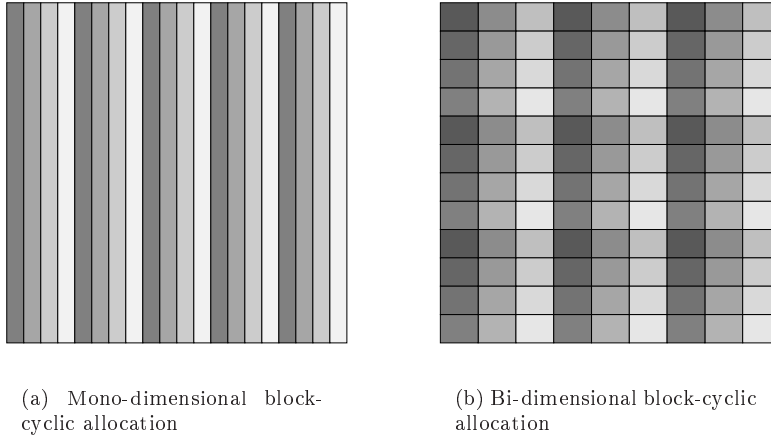 (a) Mono-dimensional block-
cyclic allocation
(b) Bi-dimensional block-cyclic
allocation